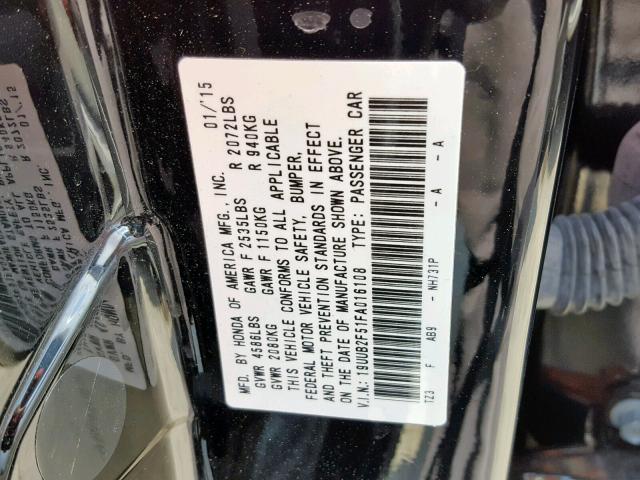 MFD. BY HONDA OF AMERICA MFG., INC. 01/'15
GVWR 4586LBS GAWR F 2535LBS R 2072LBS
GVWR 2080KG GAWR F 1150KG R 940KG
THIS VEHICLE CONFORMS TO ALL APPLICABLE
FEDERAL MOTOR VEHICLE SAFETY, BUMPER,
AND THEFT PREVENTION STANDARDS IN EFFECT
ON THE DATE OF MANUFACTURE SHOWN ABOVE.
V.I.N.: 19UUB2F51FA016108 TYPE: PASSENGER CAR
TZ3 F AB9 - NH731P - A - A